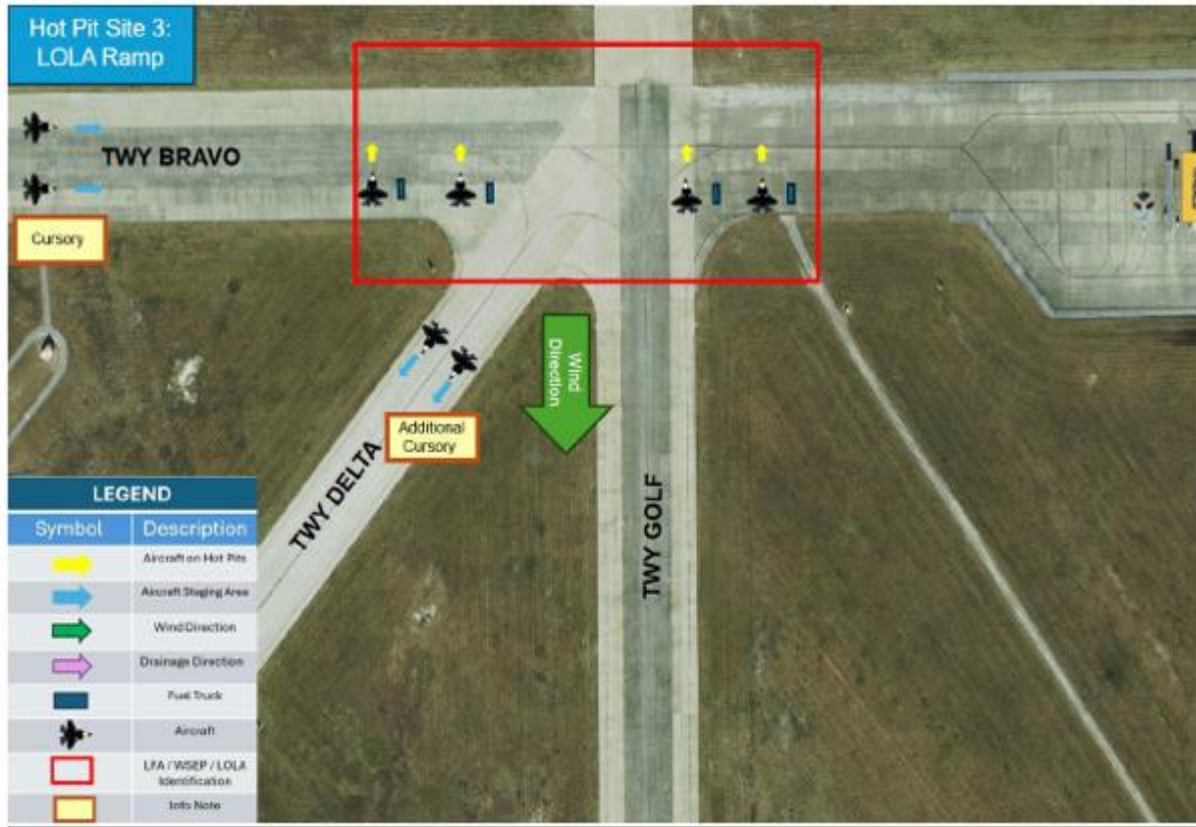 Hot Pit Site 3:
LOLA Ramp
TWY BRAVO
Cursory
Wind
Direction
Additional
Cursory
TWY DELTA
TWY GOLF
LEGEND
Symbol Description
Aircraft on Hot Pits
Aircraft Staging Area
Wind Direction
Drainage Direction
Fuel Truck
Aircraft
LFA / WSEP / LOLA
Identification
Info Note